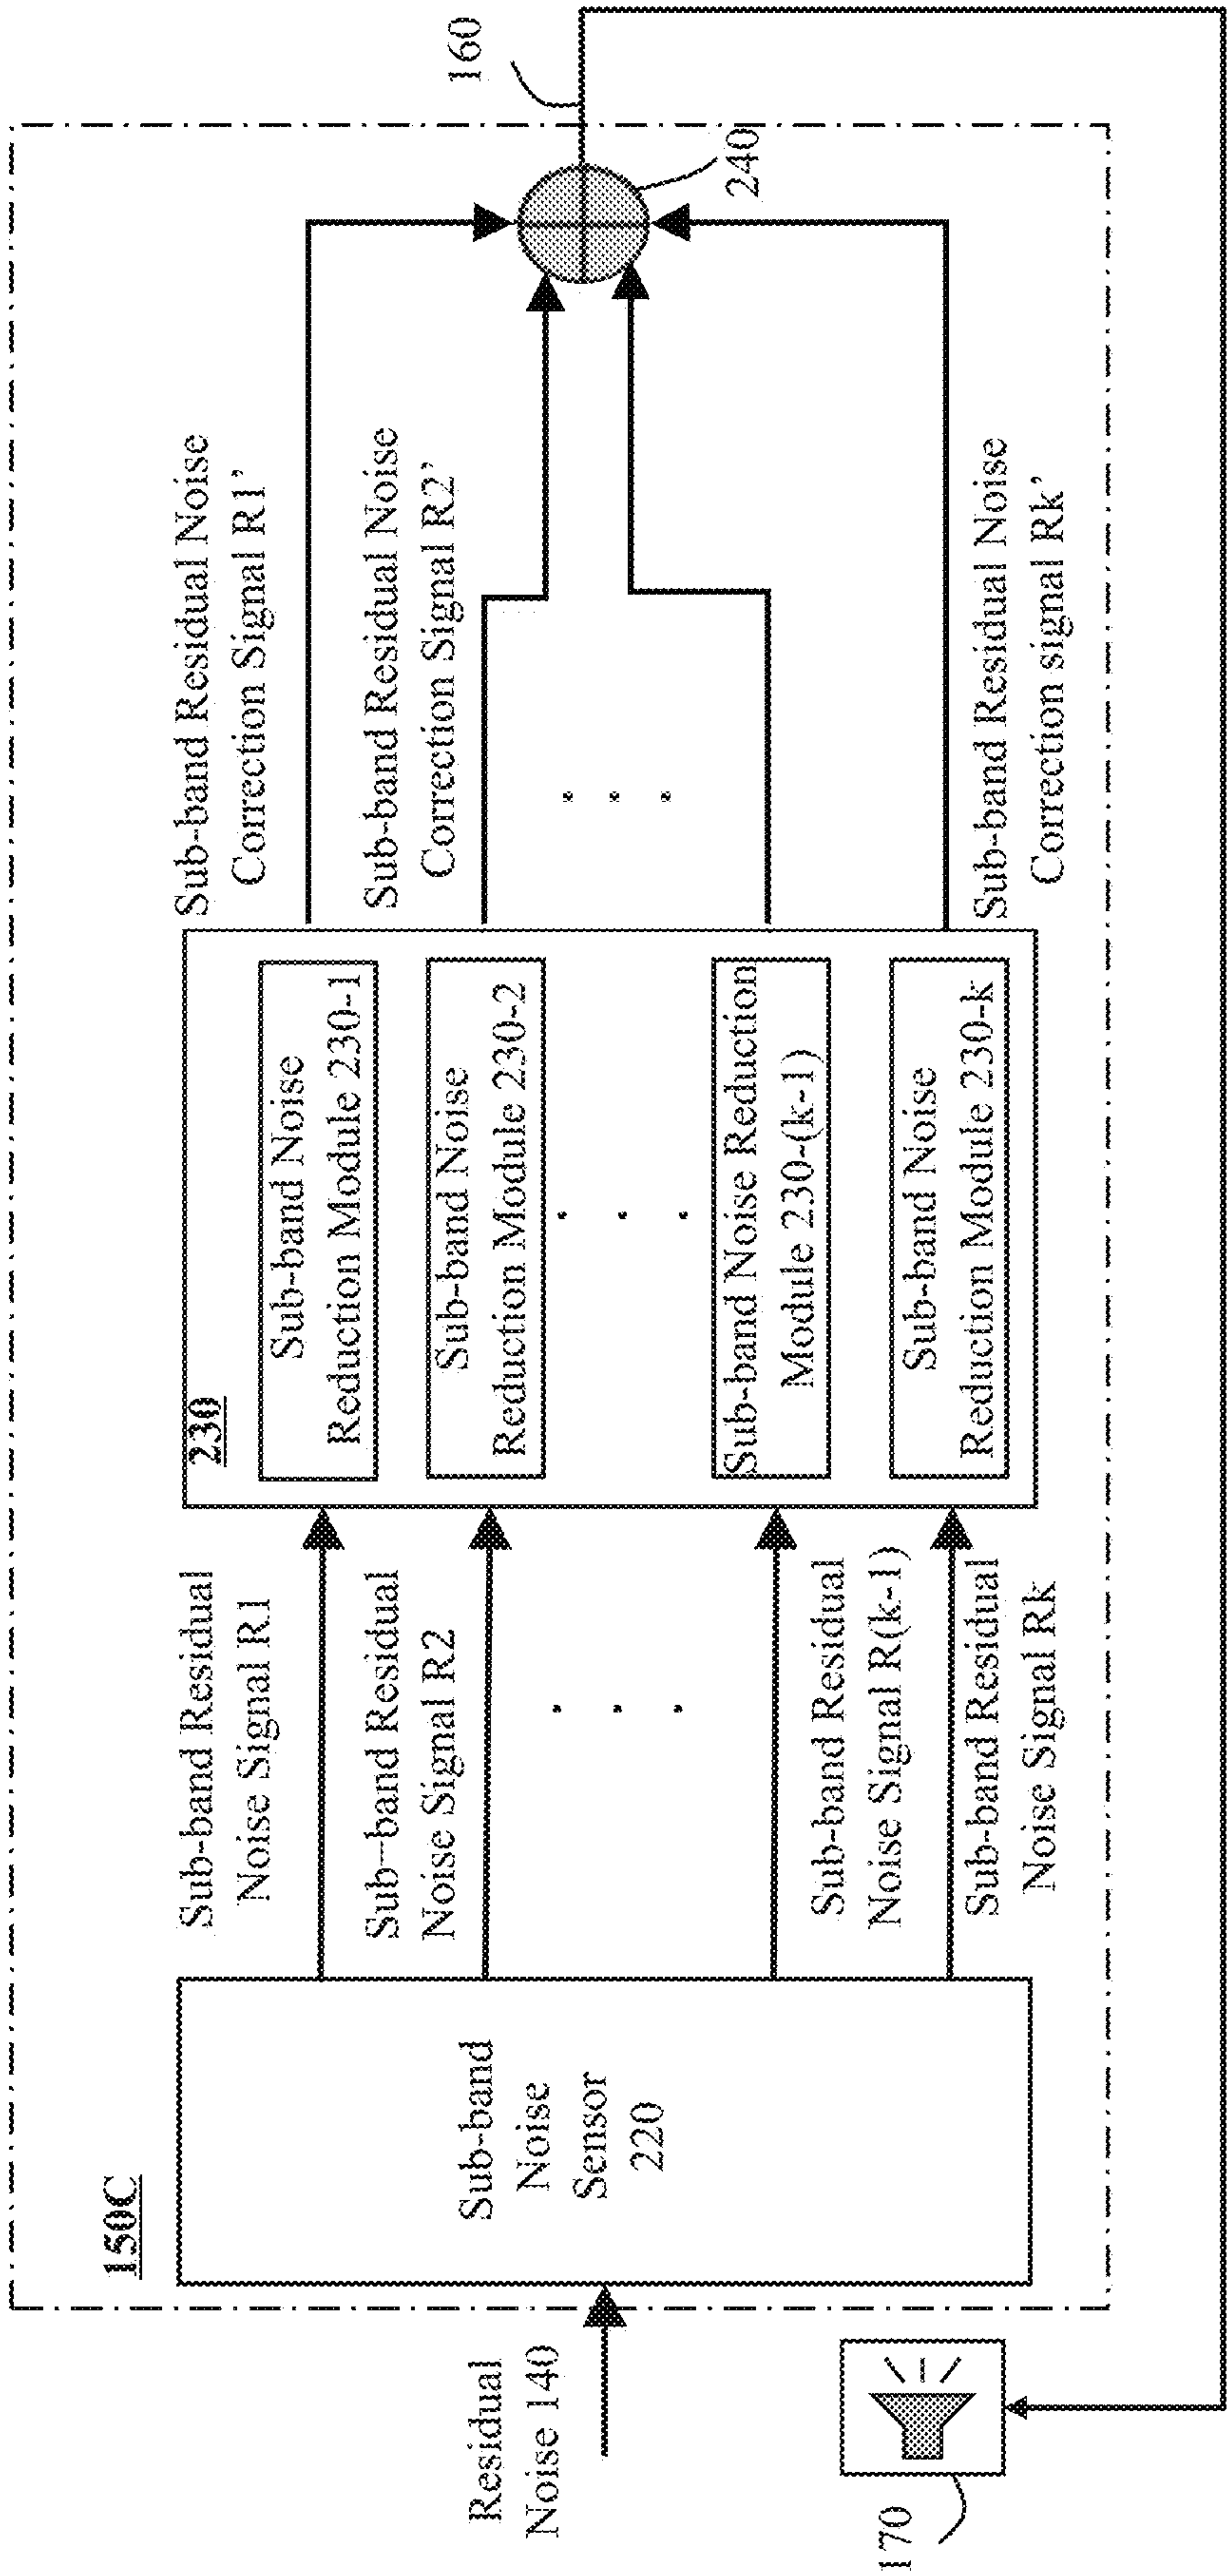 150C
Residual
Noise 140
170
Sub-band
Noise
Sensor
220
Sub-band Residual
Noise Signal R1
Sub-band Residual
Noise Signal R2
. . .
Sub-band Residual
Noise Signal R(k-1)
Sub-band Residual
Noise Signal Rk
230
Sub-band Noise
Reduction Module 230-1
Sub-band Noise
Reduction Module 230-2
. . .
Sub-band Noise Reduction
Module 230-(k-1)
Sub-band Noise
Reduction Module 230-k
Sub-band Residual Noise
Correction Signal R1’
Sub-band Residual Noise
Correction Signal R2’
. . .
Sub-band Residual Noise
Correction signal Rk’
240
160